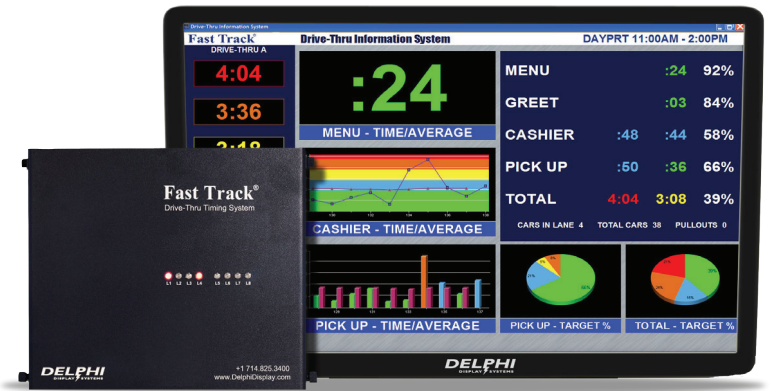 Drive-Thru Information System
Fast Track® Drive-Thru Information System DAYPRT 11:00AM - 2:00PM
DRIVE-THRU A
4:04
3:36
3:18
:24
MENU - TIME/AVERAGE
CASHIER - TIME/AVERAGE
PICK UP - TIME/AVERAGE
MENU :24 92%
GREET :03 84%
CASHIER :48 :44 58%
PICK UP :50 :36 66%
TOTAL 4:04 3:08 39%
CARS IN LANE 4 TOTAL CARS 38 PULLOUTS 0
PICK UP - TARGET %
TOTAL - TARGET %
DELPHI
DISPLAY SYSTEMS
Fast Track®
Drive-Thru Timing System
L1 L2 L3 L4 L5 L6 L7 L8
DELPHI
DISPLAY SYSTEMS
+1 714.825.3400
www.DelphiDisplay.com